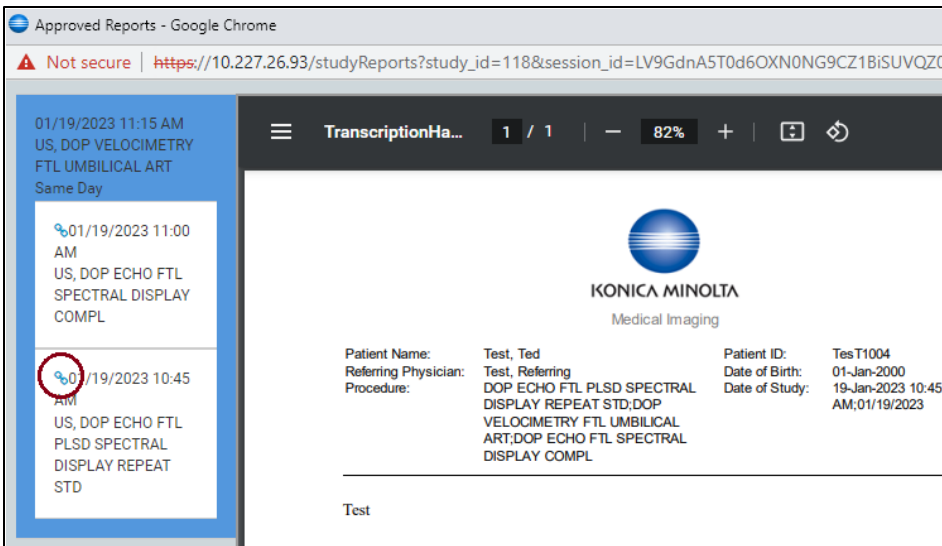 Approved Reports - Google Chrome
Not secure | https://10.227.26.93/studyReports?study_id=118&session_id=LV9GdnA5T0d6OXN0NG9CZ1BiSUVQZ0
01/19/2023 11:15 AM
US, DOP VELOCIMETRY
FTL UMBILICAL ART
Same Day
01/19/2023 11:00
AM
US, DOP ECHO FTL
SPECTRAL DISPLAY
COMPL
01/19/2023 10:45
AM
US, DOP ECHO FTL
PLSD SPECTRAL
DISPLAY REPEAT
STD
TranscriptionHa... 1 / 1 | − 82% + |
KONICA MINOLTA
Medical Imaging
Patient Name: Test, Ted Patient ID: TesT1004
Referring Physician: Test, Referring Date of Birth: 01-Jan-2000
Procedure: DOP ECHO FTL PLSD SPECTRAL Date of Study: 19-Jan-2023 10:45
DISPLAY REPEAT STD;DOP AM;01/19/2023
VELOCIMETRY FTL UMBILICAL
ART;DOP ECHO FTL SPECTRAL
DISPLAY COMPL
Test